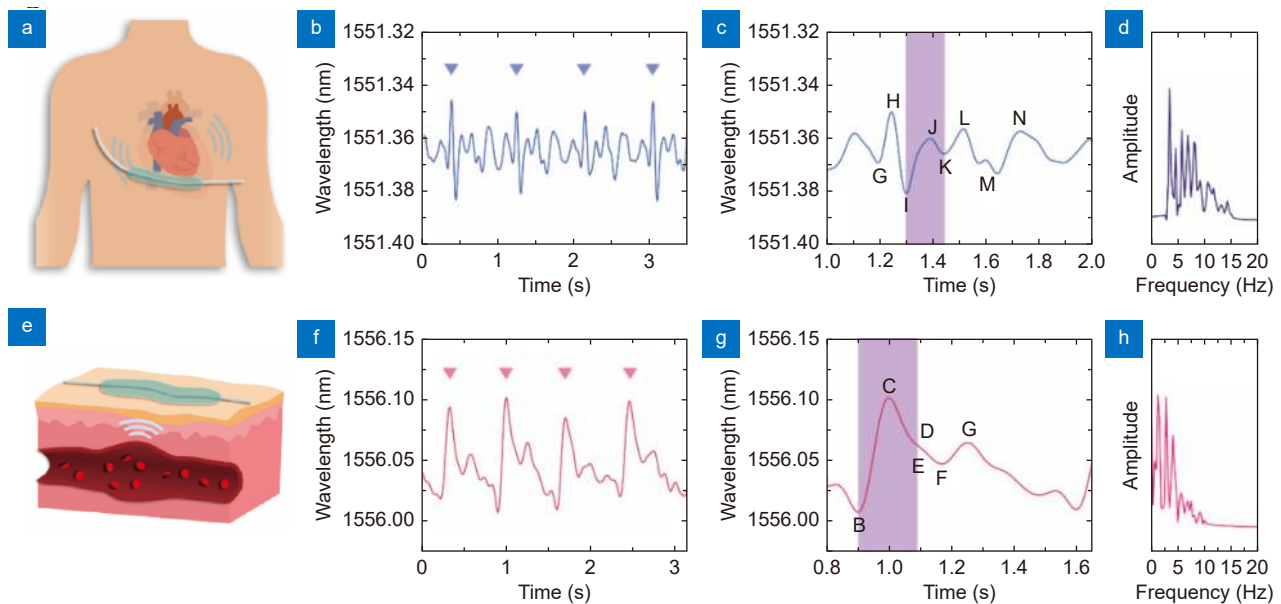 a
b
1551.32
1551.34
1551.36
1551.38
1551.40
Wavelength (nm)
0 1 2 3
Time (s)
c
1551.32
1551.34
1551.36
1551.38
1551.40
Wavelength (nm)
G
H
I
J
K
L
M
N
1.0 1.2 1.4 1.6 1.8 2.0
Time (s)
d
Amplitude
0 5 10 15 20
Frequency (Hz)
e
f
1556.15
1556.10
1556.05
1556.00
Wavelength (nm)
0 1 2 3
Time (s)
g
1556.15
1556.10
1556.05
1556.00
Wavelength (nm)
B
C
D
E
F
G
0.8 1.0 1.2 1.4 1.6
Time (s)
h
Amplitude
0 5 10 15 20
Frequency (Hz)